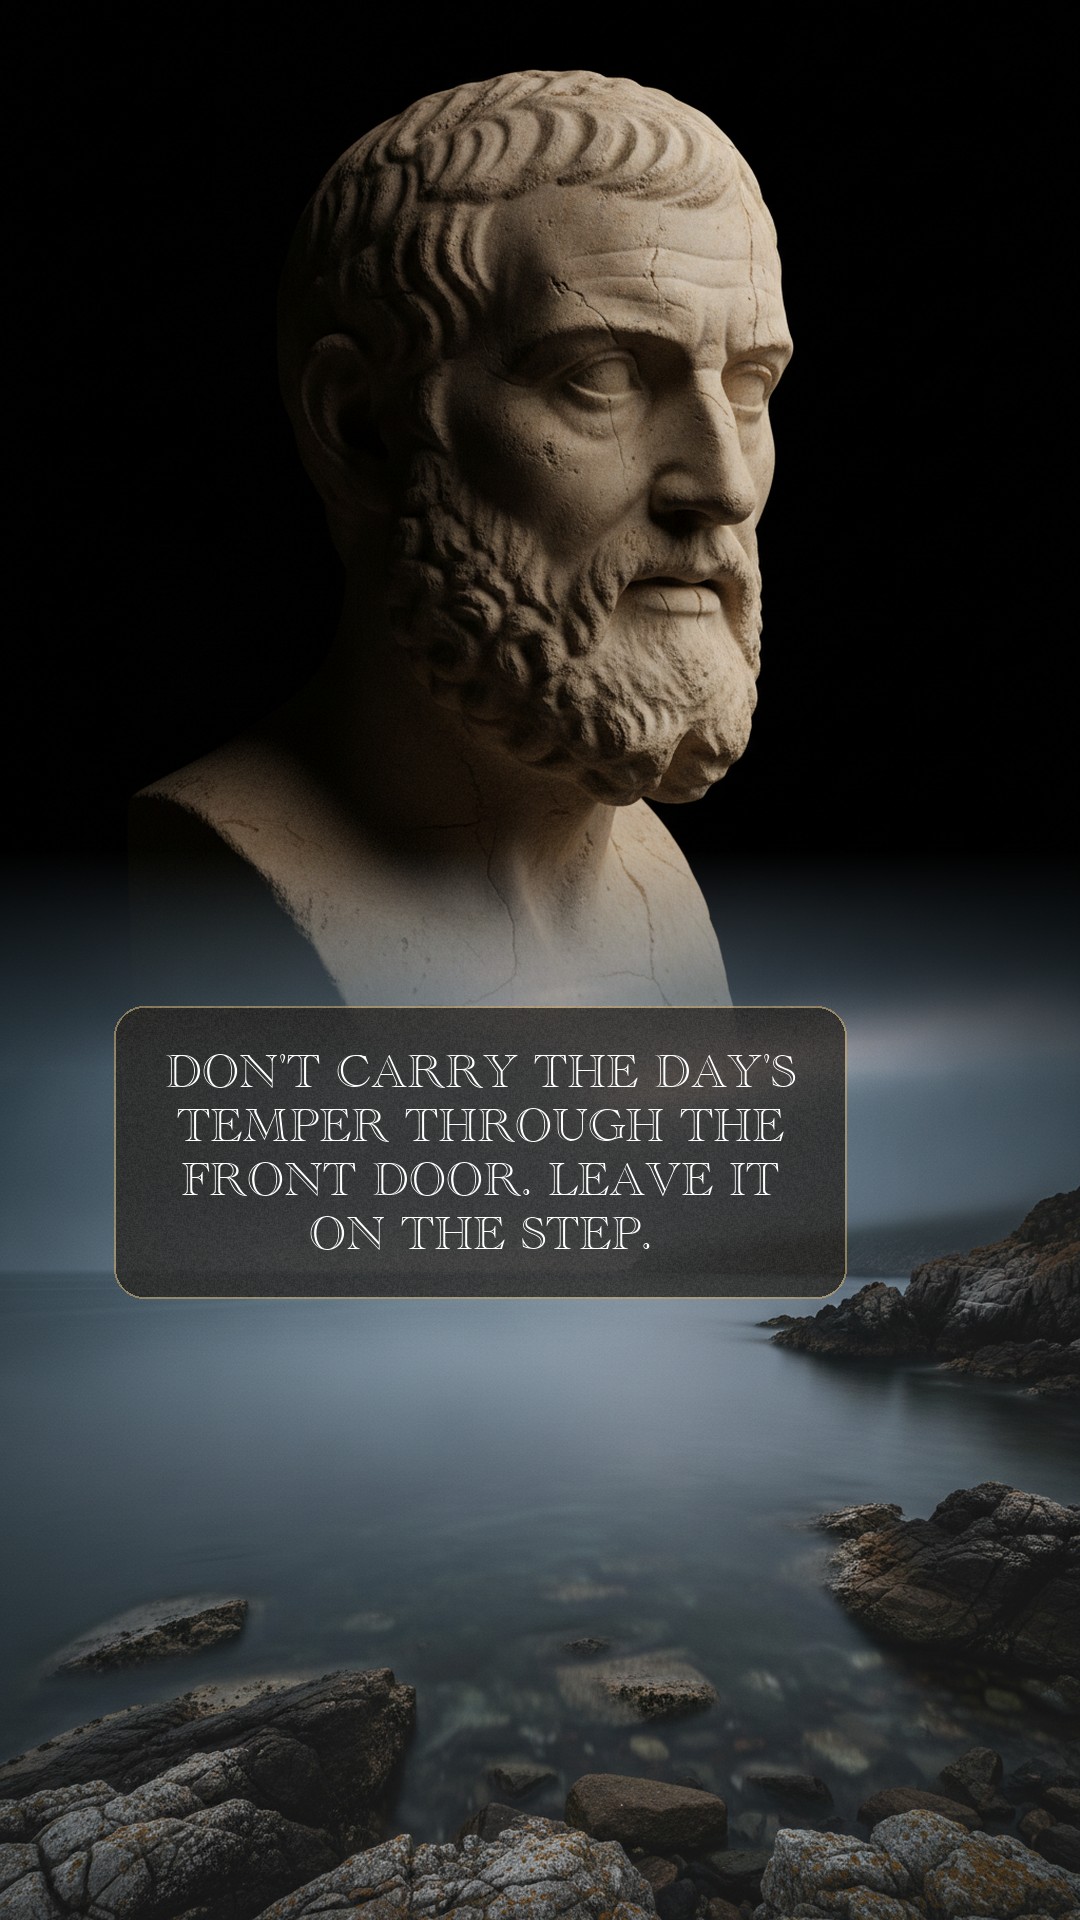 DON'T CARRY THE DAY'S
TEMPER THROUGH THE
FRONT DOOR. LEAVE IT
ON THE STEP.